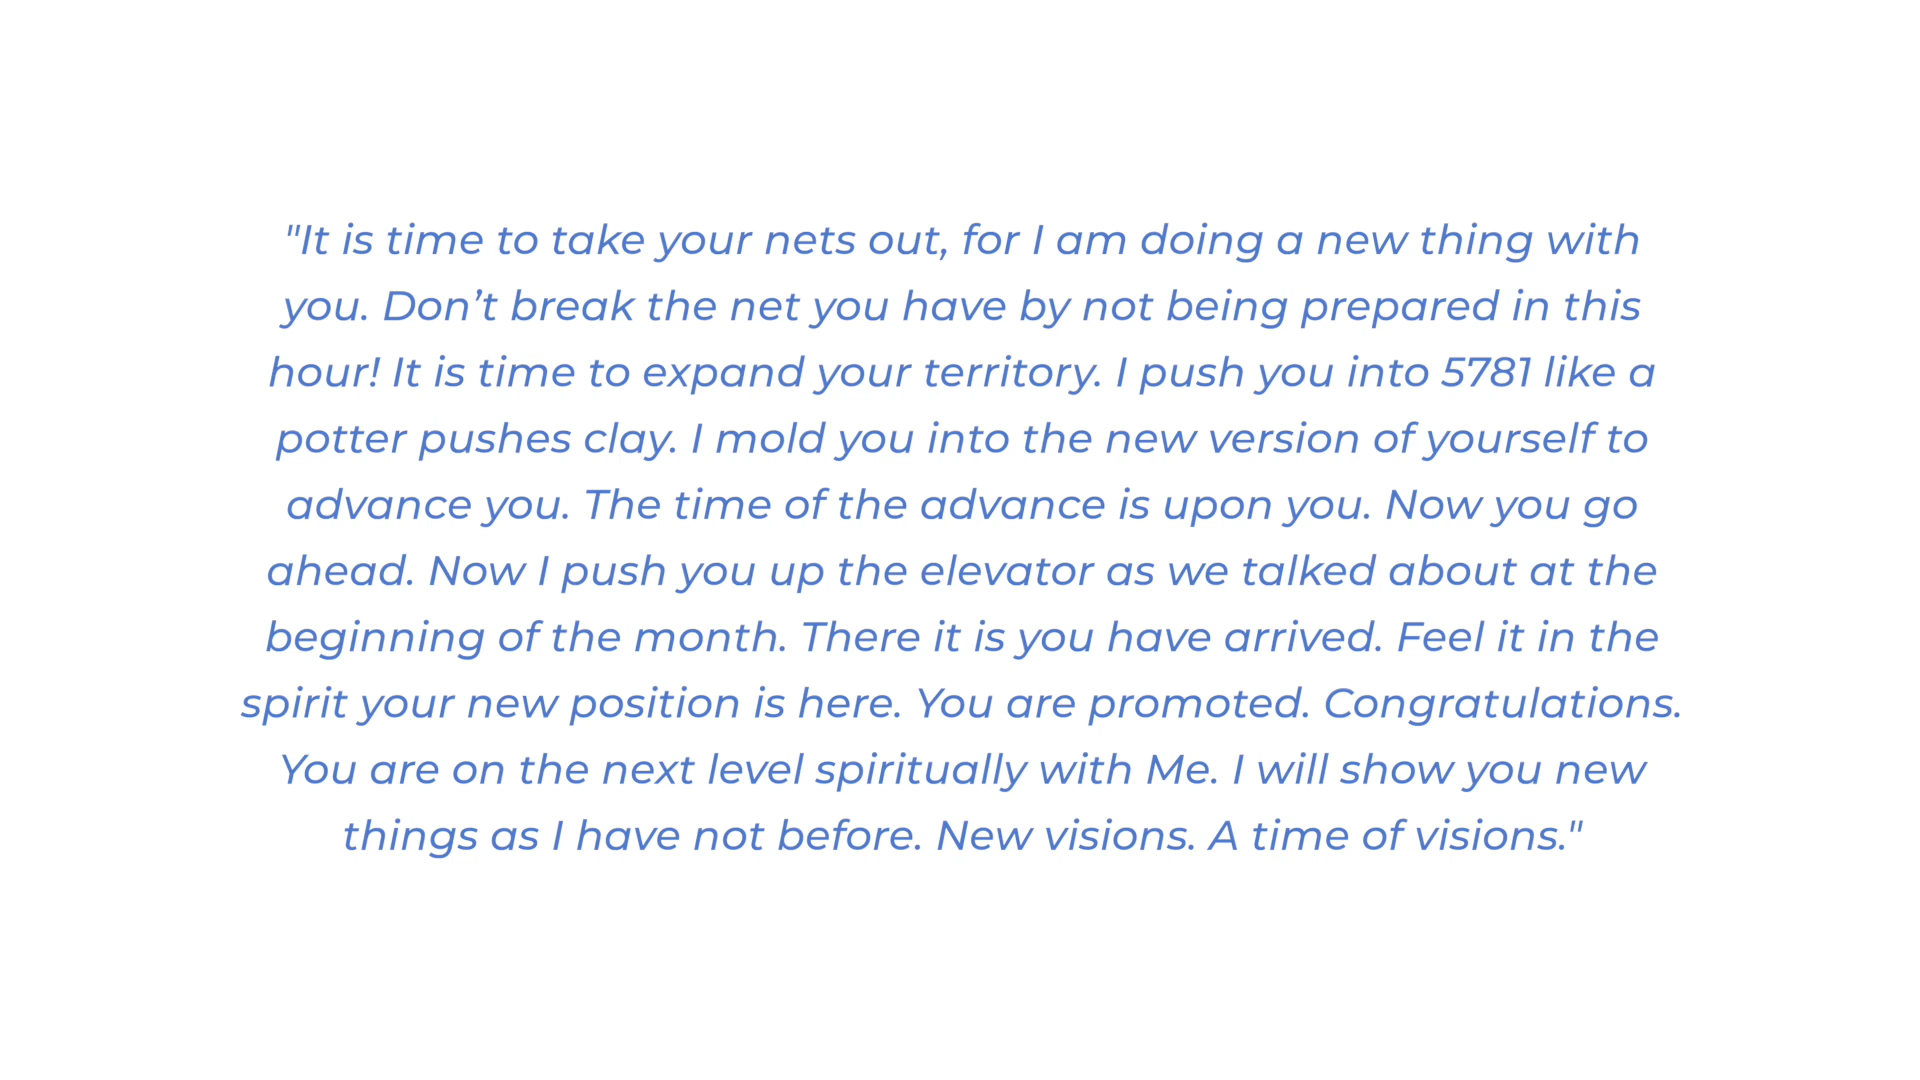 "It is time to take your nets out, for I am doing a new thing with
you. Don’t break the net you have by not being prepared in this
hour! It is time to expand your territory. I push you into 5781 like a
potter pushes clay. I mold you into the new version of yourself to
advance you. The time of the advance is upon you. Now you go
ahead. Now I push you up the elevator as we talked about at the
beginning of the month. There it is you have arrived. Feel it in the
spirit your new position is here. You are promoted. Congratulations.
You are on the next level spiritually with Me. I will show you new
things as I have not before. New visions. A time of visions."